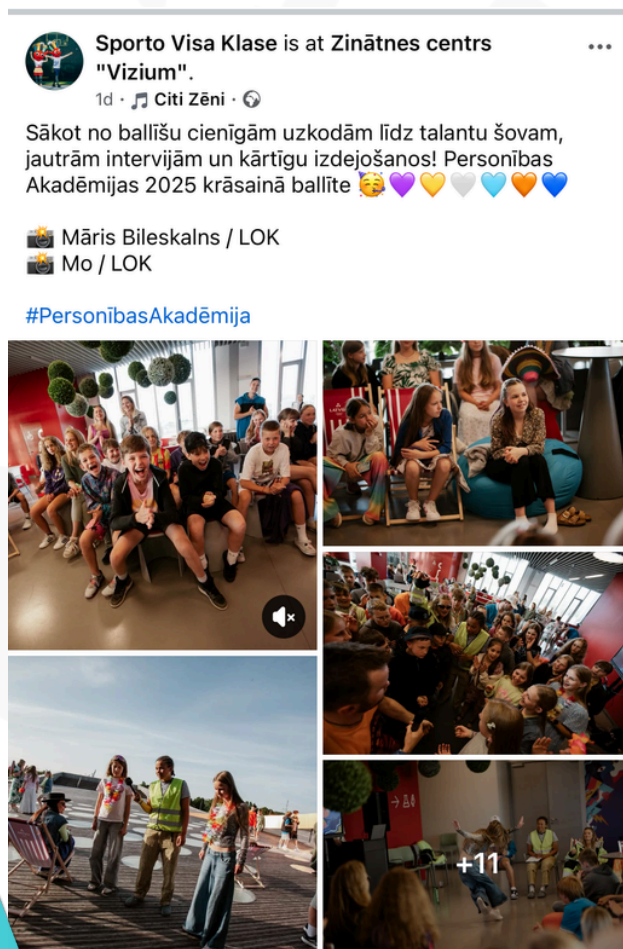 Sporto Visa Klase is at Zinātnes centrs
"Vizium".
1d · Citi Zēni ·
Sākot no ballīšu cienīgām uzkodām līdz talantu šovam,
jautrām intervijām un kārtīgu izdejošanos! Personības
Akadēmijas 2025 krāsainā ballīte 🥳💜💛🤍🩵🧡💙
📸 Māris Bileskalns / LOK
📸 Mo / LOK
#PersonībasAkadēmija
+11